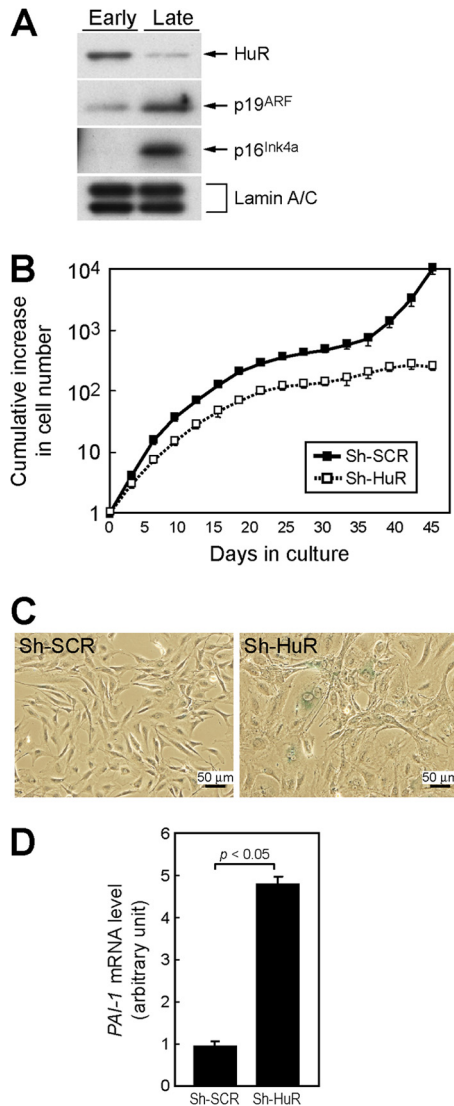 A
Early Late
HuR
p19ARF
p16Ink4a
Lamin A/C
B
Cumulative increase
in cell number
10⁴
10³
10²
10
1
Sh-SCR
Sh-HuR
0 5 10 15 20 25 30 35 40 45
Days in culture
C
Sh-SCR
50 µm
Sh-HuR
50 µm
D
PAI-1 mRNA level
(arbitrary unit)
6
5
4
3
2
1
0
p < 0.05
Sh-SCR Sh-HuR